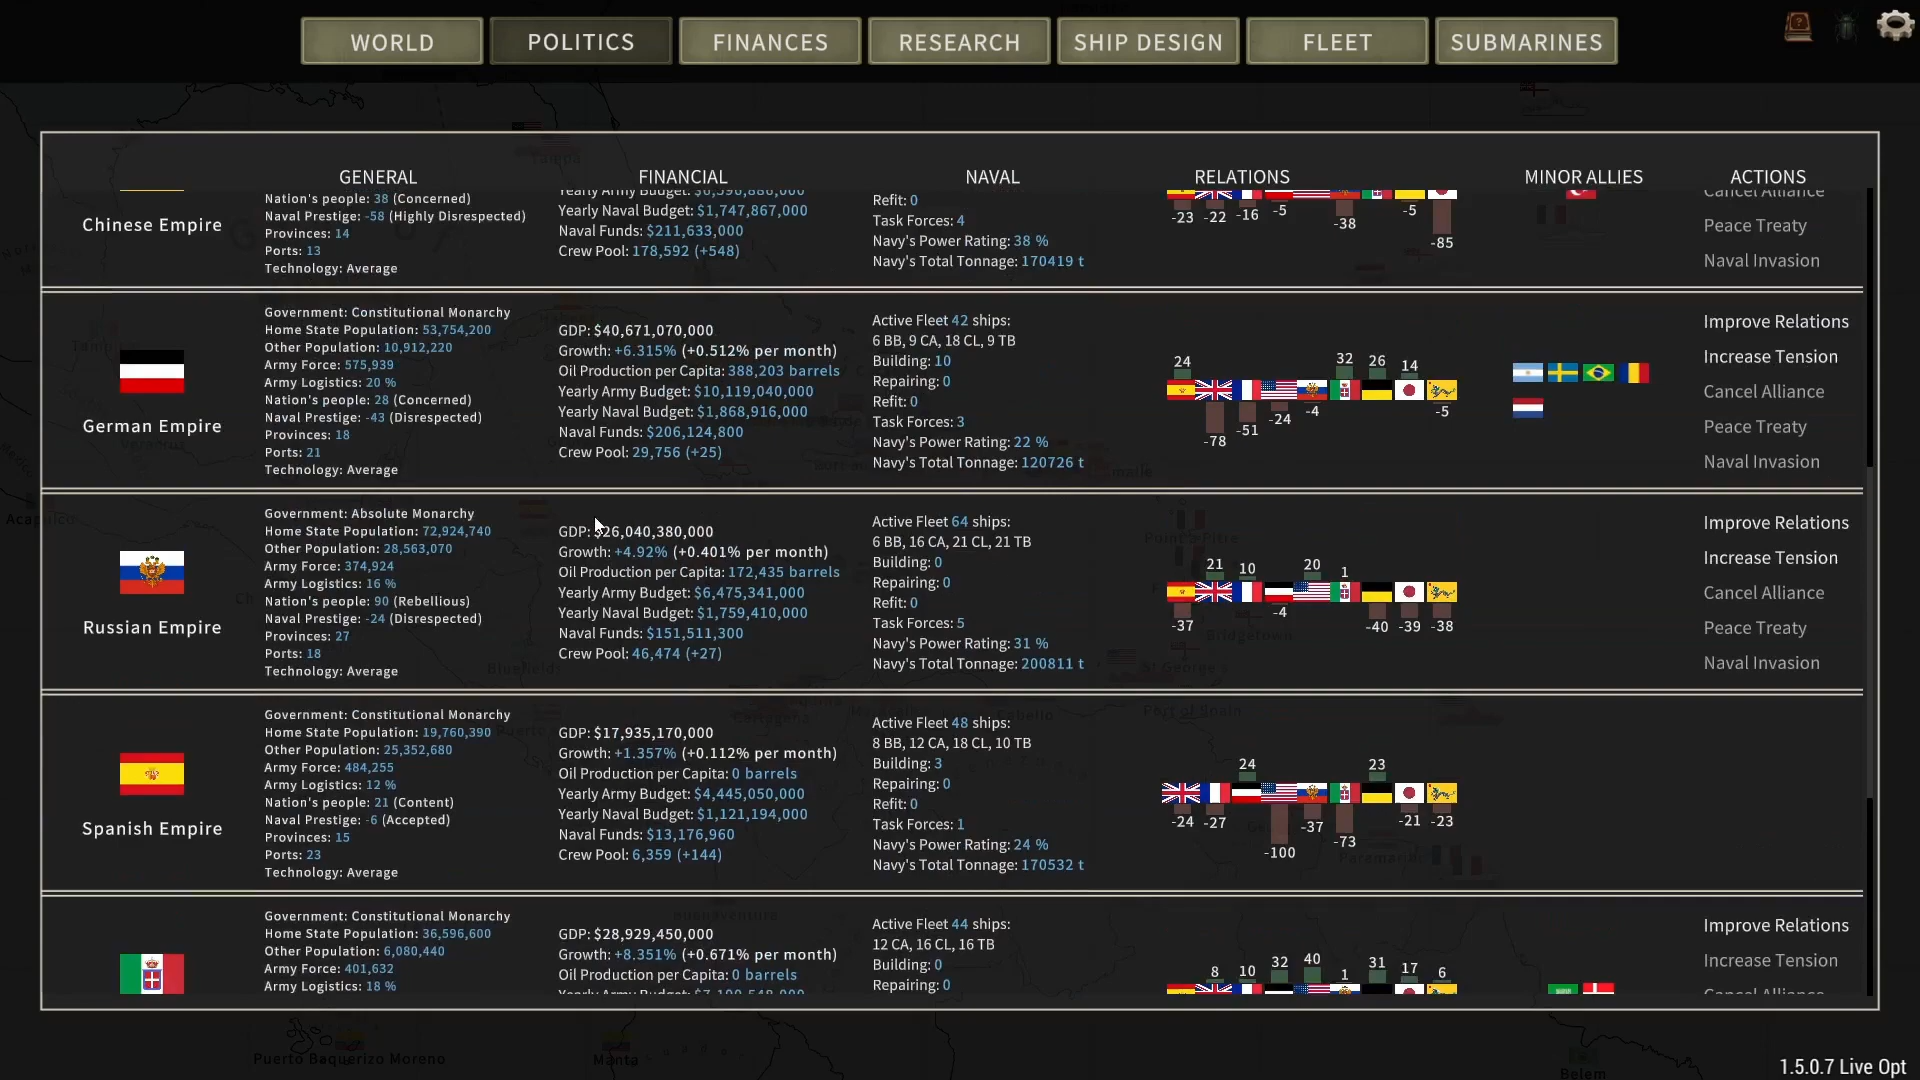 WORLD
POLITICS
FINANCES
RESEARCH
SHIP DESIGN
FLEET
SUBMARINES
GENERAL
FINANCIAL
NAVAL
RELATIONS
MINOR ALLIES
ACTIONS
Chinese Empire
Nation's people: 38 (Concerned)
Naval Prestige: -58 (Highly Disrespected)
Provinces: 14
Ports: 13
Technology: Average
Yearly Army Budget: $6,590,886,000
Yearly Naval Budget: $1,747,867,000
Naval Funds: $211,633,000
Crew Pool: 178,592 (+548)
Refit: 0
Task Forces: 4
Navy's Power Rating: 38 %
Navy's Total Tonnage: 170419 t
-23 -22 -16 -5 -38 -5 -85
Cancel Alliance
Peace Treaty
Naval Invasion
German Empire
Government: Constitutional Monarchy
Home State Population: 53,754,200
Other Population: 10,912,220
Army Force: 575,939
Army Logistics: 20 %
Nation's people: 28 (Concerned)
Naval Prestige: -43 (Disrespected)
Provinces: 18
Ports: 21
Technology: Average
GDP: $40,671,070,000
Growth: +6.315% (+0.512% per month)
Oil Production per Capita: 388,203 barrels
Yearly Army Budget: $10,119,040,000
Yearly Naval Budget: $1,868,916,000
Naval Funds: $206,124,800
Crew Pool: 29,756 (+25)
Active Fleet 42 ships:
6 BB, 9 CA, 18 CL, 9 TB
Building: 10
Repairing: 0
Refit: 0
Task Forces: 3
Navy's Power Rating: 22 %
Navy's Total Tonnage: 120726 t
24 32 26 14
-78 -51 -24 -4 -5
Improve Relations
Increase Tension
Cancel Alliance
Peace Treaty
Naval Invasion
Russian Empire
Government: Absolute Monarchy
Home State Population: 72,924,740
Other Population: 28,563,070
Army Force: 374,924
Army Logistics: 16 %
Nation's people: 90 (Rebellious)
Naval Prestige: -24 (Disrespected)
Provinces: 27
Ports: 18
Technology: Average
GDP: $26,040,380,000
Growth: +4.92% (+0.401% per month)
Oil Production per Capita: 172,435 barrels
Yearly Army Budget: $6,475,341,000
Yearly Naval Budget: $1,759,410,000
Naval Funds: $151,511,300
Crew Pool: 46,474 (+27)
Active Fleet 64 ships:
6 BB, 16 CA, 21 CL, 21 TB
Building: 0
Repairing: 0
Refit: 0
Task Forces: 5
Navy's Power Rating: 31 %
Navy's Total Tonnage: 200811 t
21 10 20 1
-37 -4 -40 -39 -38
Improve Relations
Increase Tension
Cancel Alliance
Peace Treaty
Naval Invasion
Spanish Empire
Government: Constitutional Monarchy
Home State Population: 19,760,390
Other Population: 25,352,680
Army Force: 484,255
Army Logistics: 12 %
Nation's people: 21 (Content)
Naval Prestige: -6 (Accepted)
Provinces: 15
Ports: 23
Technology: Average
GDP: $17,935,170,000
Growth: +1.357% (+0.112% per month)
Oil Production per Capita: 0 barrels
Yearly Army Budget: $4,445,050,000
Yearly Naval Budget: $1,121,194,000
Naval Funds: $13,176,960
Crew Pool: 6,359 (+144)
Active Fleet 48 ships:
8 BB, 12 CA, 18 CL, 10 TB
Building: 3
Repairing: 0
Refit: 0
Task Forces: 1
Navy's Power Rating: 24 %
Navy's Total Tonnage: 170532 t
24 23
-24 -27 -100 -37 -73 -21 -23
Government: Constitutional Monarchy
Home State Population: 36,596,600
Other Population: 6,080,440
Army Force: 401,632
Army Logistics: 18 %
GDP: $28,929,450,000
Growth: +8.351% (+0.671% per month)
Oil Production per Capita: 0 barrels
Yearly Army Budget:
Active Fleet 44 ships:
12 CA, 16 CL, 16 TB
Building: 0
Repairing: 0
8 10 32 40 1 31 17 6
Improve Relations
Increase Tension
Cancel Alliance
Puerto Baquerizo Moreno
Manta
Belem
1.5.0.7 Live Opt